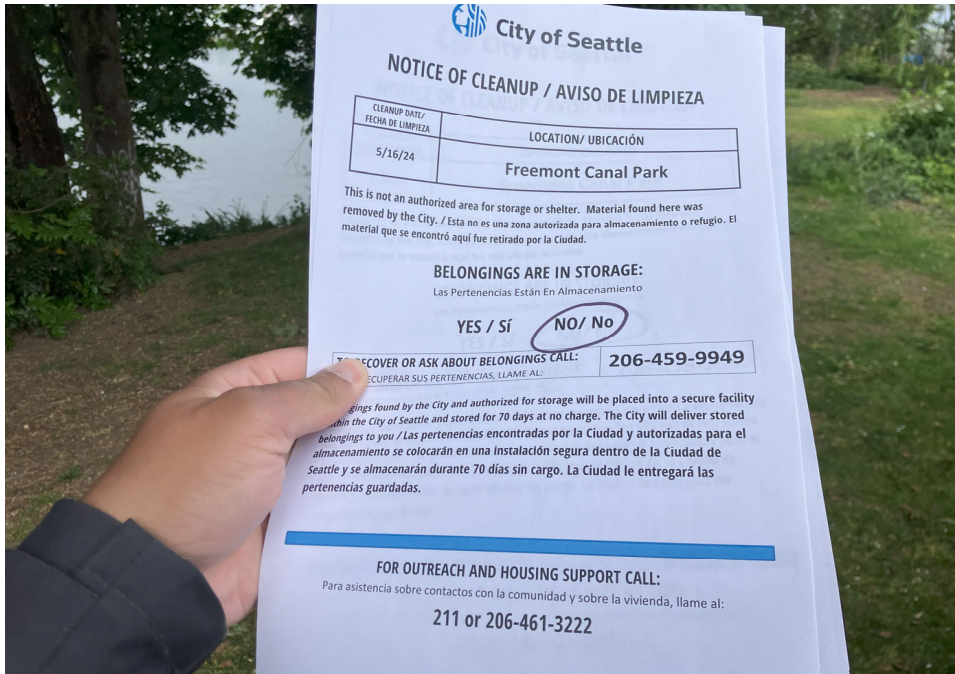 City of Seattle
NOTICE OF CLEANUP / AVISO DE LIMPIEZA
CLEANUP DATE/
FECHA DE LIMPIEZA
LOCATION/ UBICACIÓN
5/16/24
Freemont Canal Park
This is not an authorized area for storage or shelter. Material found here was
removed by the City. / Esta no es una zona autorizada para almacenamiento o refugio. El
material que se encontró aquí fue retirado por la Ciudad.
BELONGINGS ARE IN STORAGE:
Las Pertenencias Están En Almacenamiento
YES / Sí NO/ No
RECOVER OR ASK ABOUT BELONGINGS CALL:
RECUPERAR SUS PERTENENCIAS, LLAME AL:
206-459-9949
found by the City and authorized for storage will be placed into a secure facility
within the City of Seattle and stored for 70 days at no charge. The City will deliver stored
belongings to you / Las pertenencias encontradas por la Ciudad y autorizadas para el
almacenamiento se colocarán en una instalación segura dentro de la Ciudad de
Seattle y se almacenarán durante 70 días sin cargo. La Ciudad le entregará las
pertenencias guardadas.
FOR OUTREACH AND HOUSING SUPPORT CALL:
Para asistencia sobre contactos con la comunidad y sobre la vivienda, llame al:
211 or 206-461-3222